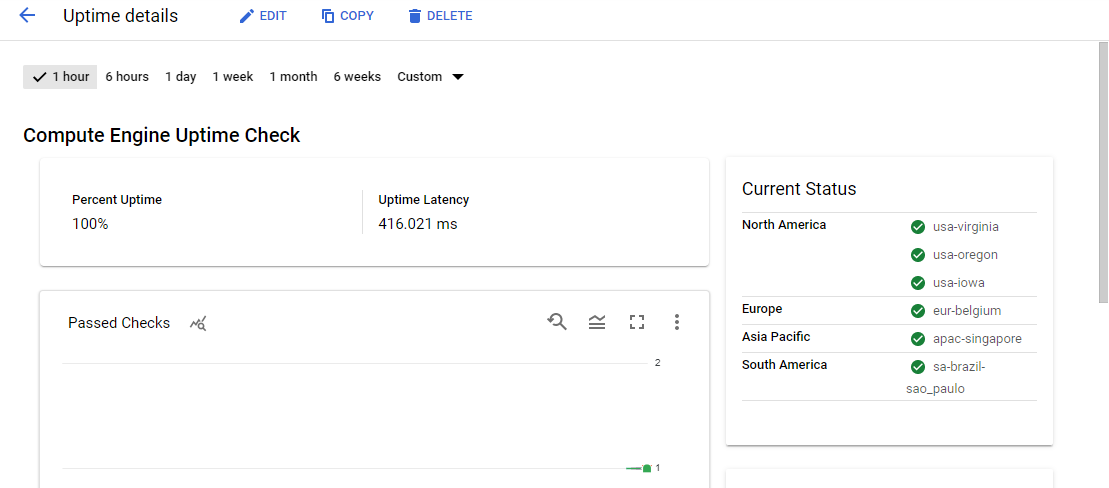 Uptime details EDIT COPY DELETE
1 hour 6 hours 1 day 1 week 1 month 6 weeks Custom
Compute Engine Uptime Check
Percent Uptime
100%
Uptime Latency
416.021 ms
Passed Checks
2
1
Current Status
North America
usa-virginia
usa-oregon
usa-iowa
Europe
eur-belgium
Asia Pacific
apac-singapore
South America
sa-brazil-
sao_paulo